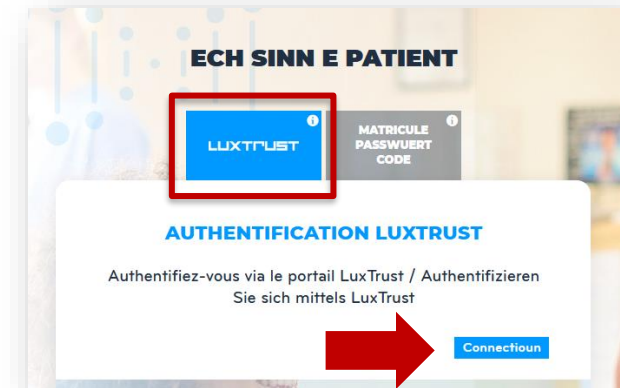 ECH SINN E PATIENT
LUXTRUST
MATRICULE
PASSWUERT
CODE
AUTHENTIFICATION LUXTRUST
Authentifiez-vous via le portail LuxTrust / Authentifizieren
Sie sich mittels LuxTrust
Connectioun